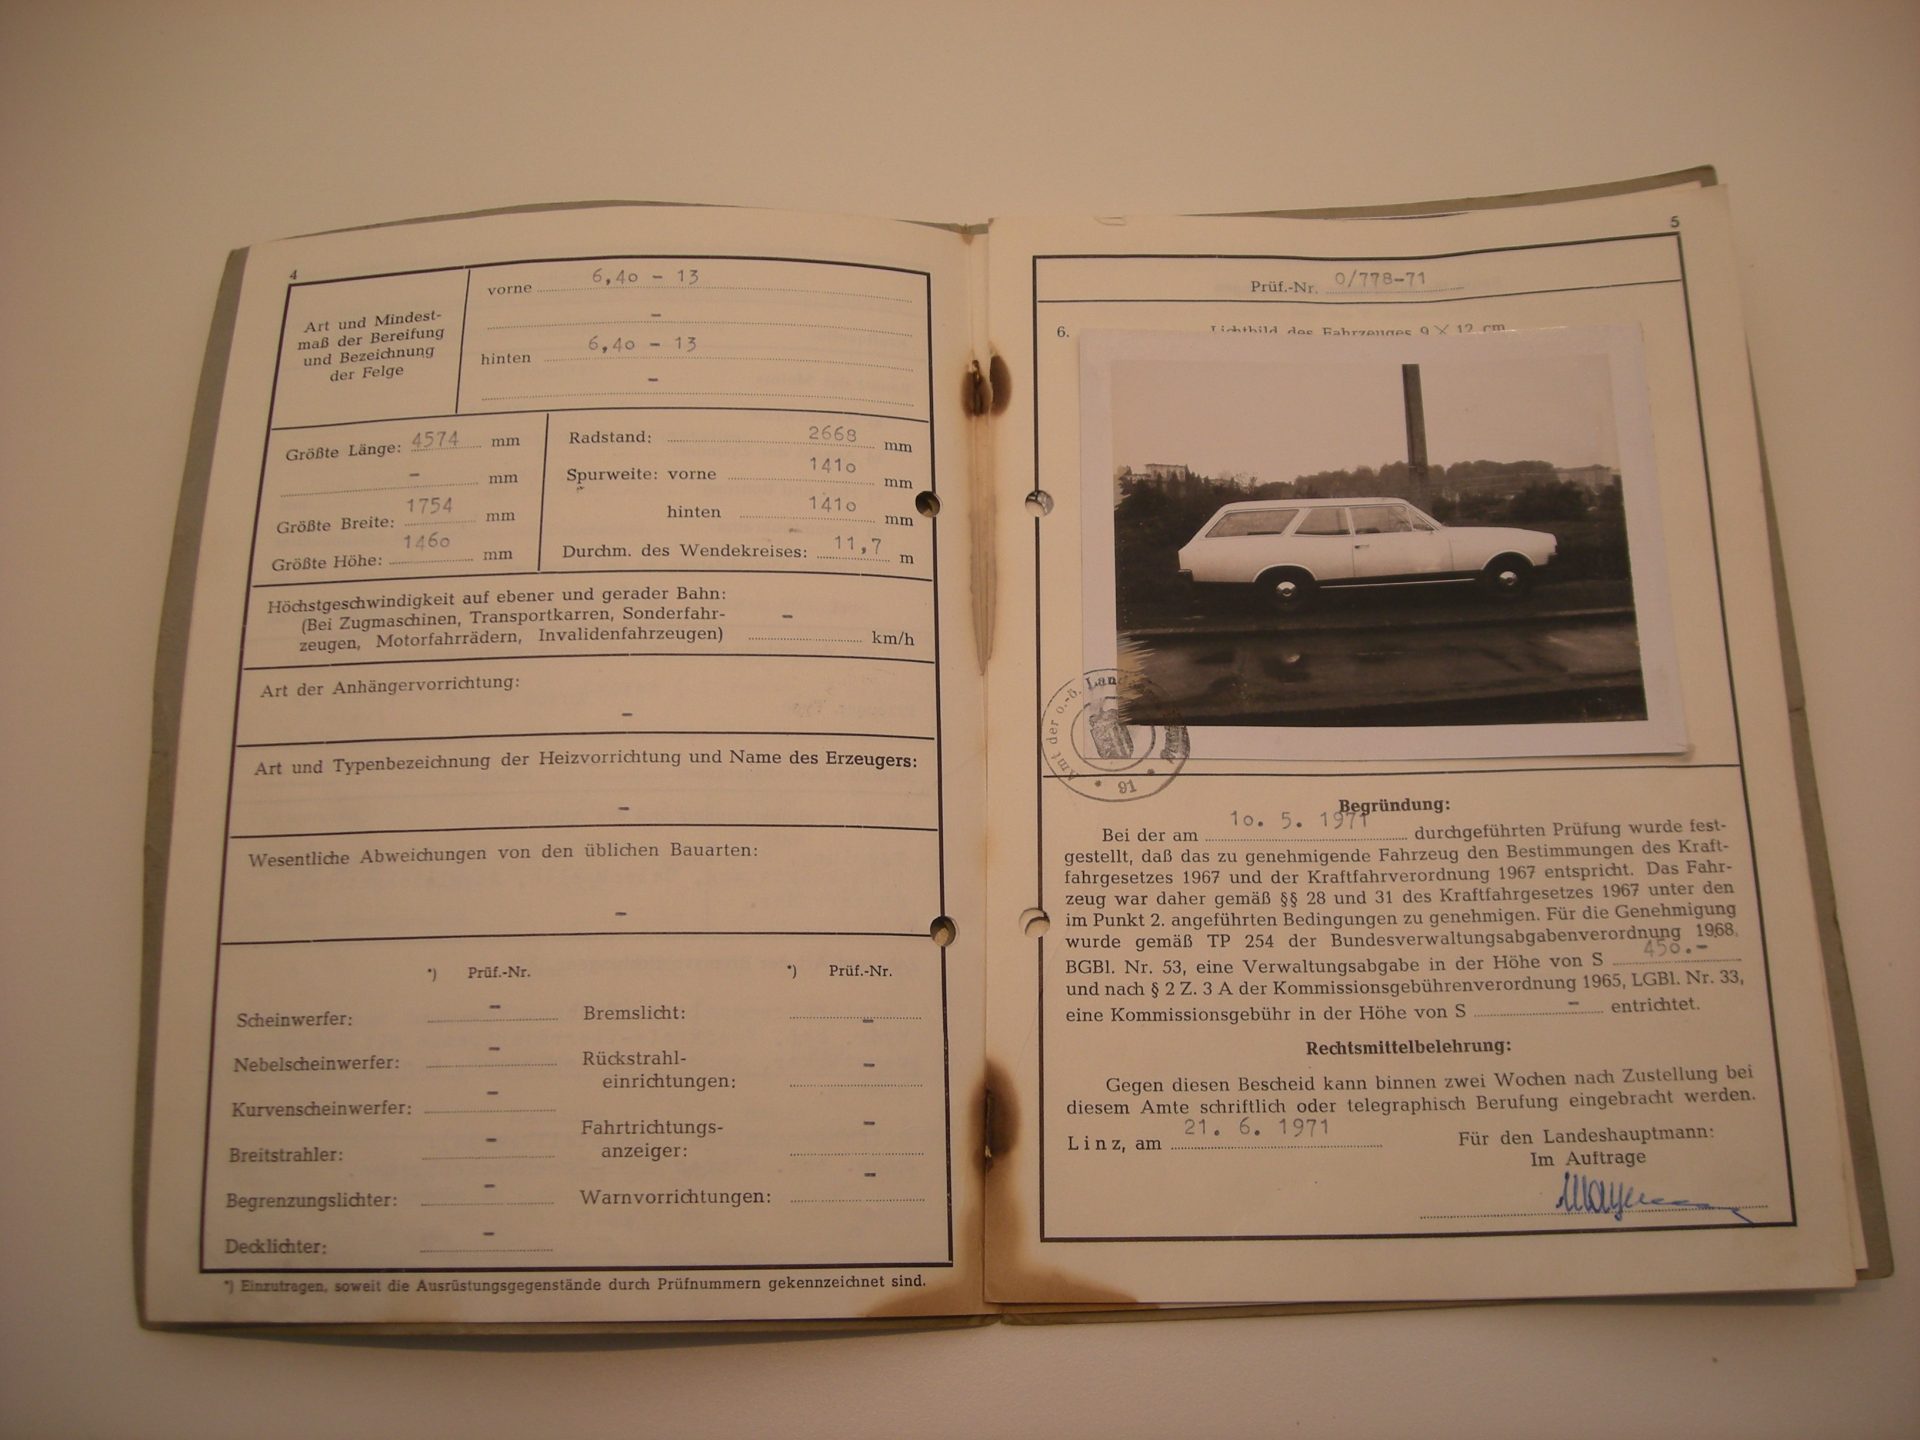 4
Art und Mindest-
maß der Bereifung
und Bezeichnung
der Felge
vorne 6,40 - 13
-
hinten 6,40 - 13
-
Größte Länge: 4574 mm
- mm
Größte Breite: 1754 mm
Größte Höhe: 1460 mm
Radstand: 2668 mm
Spurweite: vorne 1410 mm
hinten 1410 mm
Durchm. des Wendekreises: 11,7 m
Höchstgeschwindigkeit auf ebener und gerader Bahn:
(Bei Zugmaschinen, Transportkarren, Sonderfahr-
zeugen, Motorfahrrädern, Invalidenfahrzeugen) - km/h
Art der Anhängervorrichtung:
-
Art und Typenbezeichnung der Heizvorrichtung und Name des Erzeugers:
-
Wesentliche Abweichungen von den üblichen Bauarten:
-
*) Prüf.-Nr.
Scheinwerfer: -
Nebelscheinwerfer: -
Kurvenscheinwerfer: -
Breitstrahler: -
Begrenzungslichter: -
Decklichter: -
*) Prüf.-Nr.
Bremslicht: -
Rückstrahl-
einrichtungen: -
Fahrtrichtungs-
anzeiger: -
Warnvorrichtungen: -
*) Einzutragen, soweit die Ausrüstungsgegenstände durch Prüfnummern gekennzeichnet sind.
5
Prüf.-Nr. 0/778-71
6. Lichtbild des Fahrzeuges 9 × 12 cm
Amt der o.-ö. Land
* 91 *
Begründung:
Bei der am 10. 5. 1971 durchgeführten Prüfung wurde fest-
gestellt, daß das zu genehmigende Fahrzeug den Bestimmungen des Kraft-
fahrgesetzes 1967 und der Kraftfahrverordnung 1967 entspricht. Das Fahr-
zeug war daher gemäß §§ 28 und 31 des Kraftfahrgesetzes 1967 unter den
im Punkt 2. angeführten Bedingungen zu genehmigen. Für die Genehmigung
wurde gemäß TP 254 der Bundesverwaltungsabgabenverordnung 1968,
BGBl. Nr. 53, eine Verwaltungsabgabe in der Höhe von S 450.-
und nach § 2 Z. 3 A der Kommissionsgebührenverordnung 1965, LGBl. Nr. 33,
eine Kommissionsgebühr in der Höhe von S - entrichtet.
Rechtsmittelbelehrung:
Gegen diesen Bescheid kann binnen zwei Wochen nach Zustellung bei
diesem Amte schriftlich oder telegraphisch Berufung eingebracht werden.
Linz, am 21. 6. 1971
Für den Landeshauptmann:
Im Auftrage